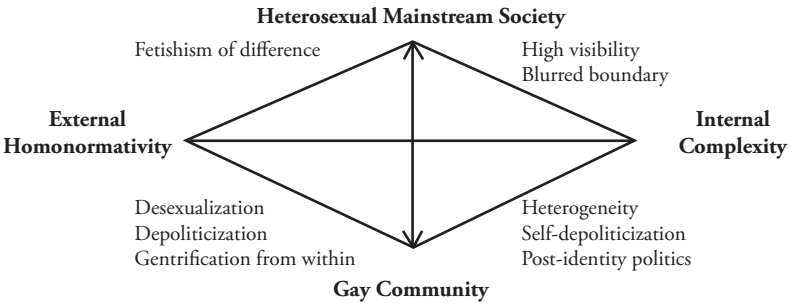 Heterosexual Mainstream Society
Fetishism of difference
High visibility
Blurred boundary
External
Homonormativity
Internal
Complexity
Desexualization
Depoliticization
Gentrification from within
Heterogeneity
Self-depoliticization
Post-identity politics
Gay Community